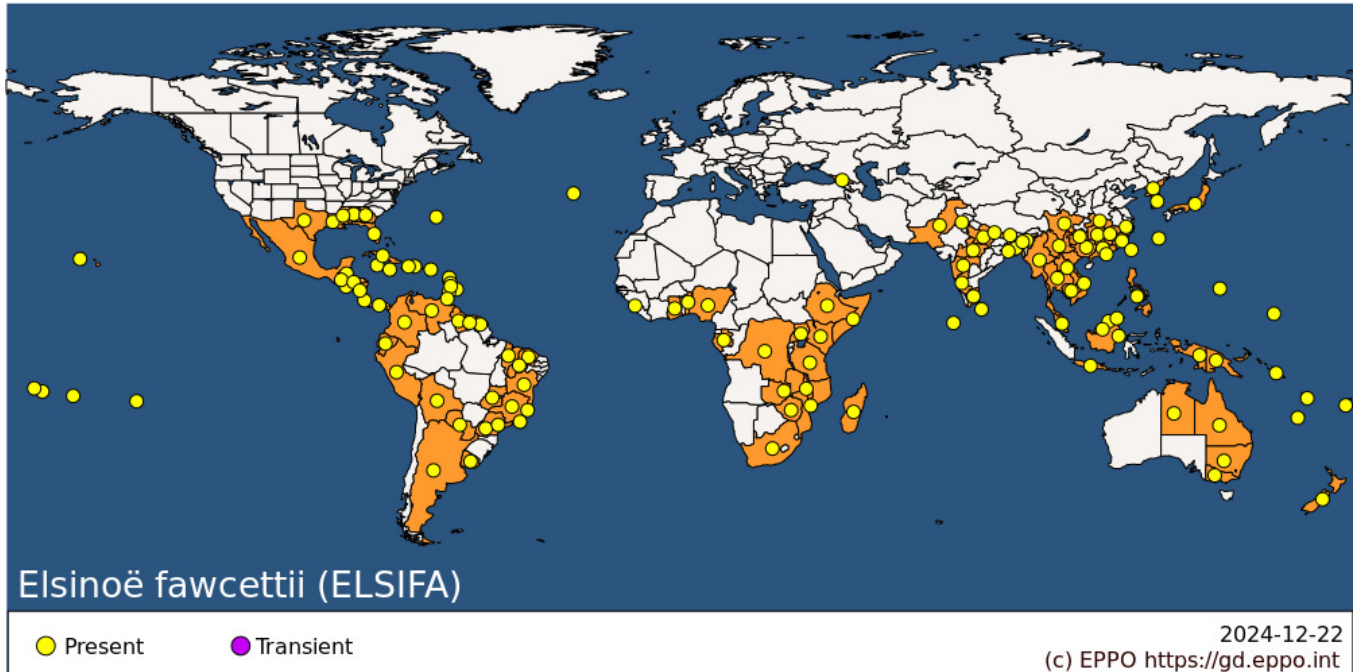 Elsinoë fawcettii (ELSIFA)
Present
Transient
2024-12-22
(c) EPPO https://gd.eppo.int